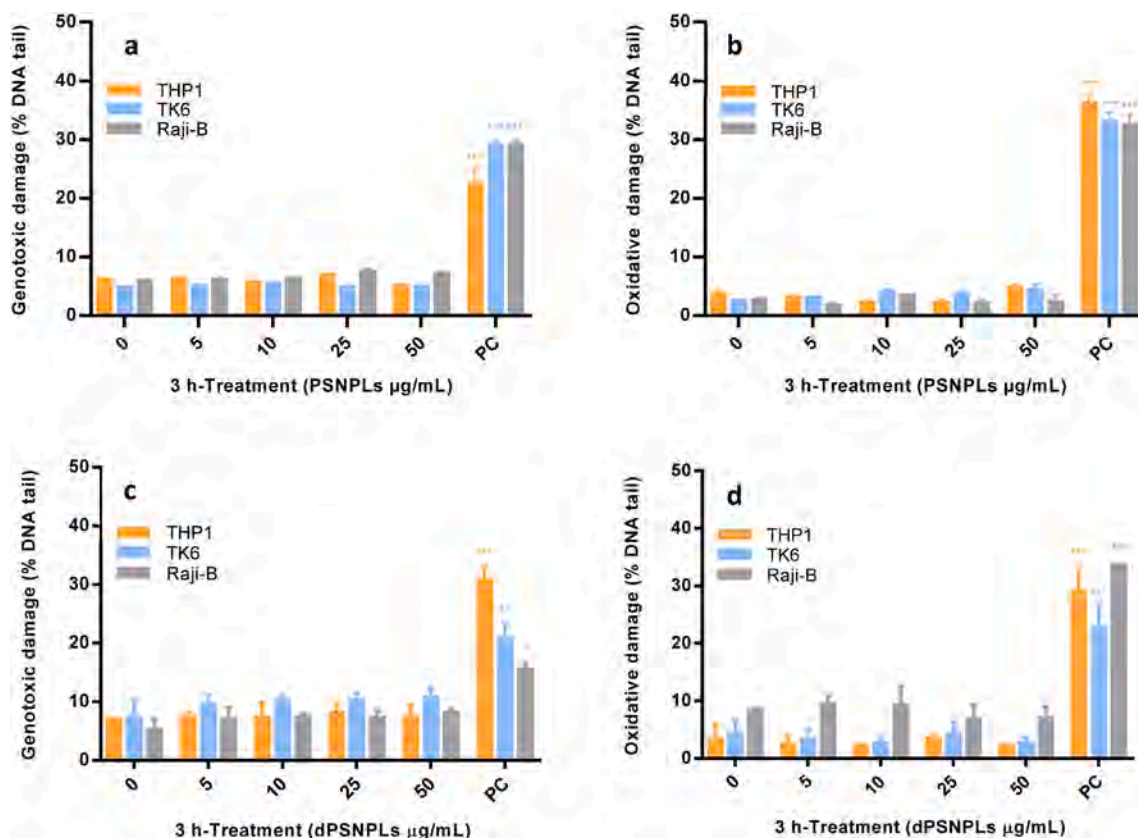 a
Genotoxic damage (% DNA tail)
50
40
30
20
10
0
THP1
TK6
Raji-B
0
5
10
25
50
PC
3 h-Treatment (PSNPLs µg/mL)
b
Oxidative damage (% DNA tail)
50
40
30
20
10
0
THP1
TK6
Raji-B
0
5
10
25
50
PC
3 h-Treatment (PSNPLs µg/mL)
c
Genotoxic damage (% DNA tail)
50
40
30
20
10
0
THP1
TK6
Raji-B
0
5
10
25
50
PC
3 h-Treatment (dPSNPLs µg/mL)
d
Oxidative damage (% DNA tail)
50
40
30
20
10
0
THP1
TK6
Raji-B
0
5
10
25
50
PC
3 h-Treatment (dPSNPLs µg/mL)